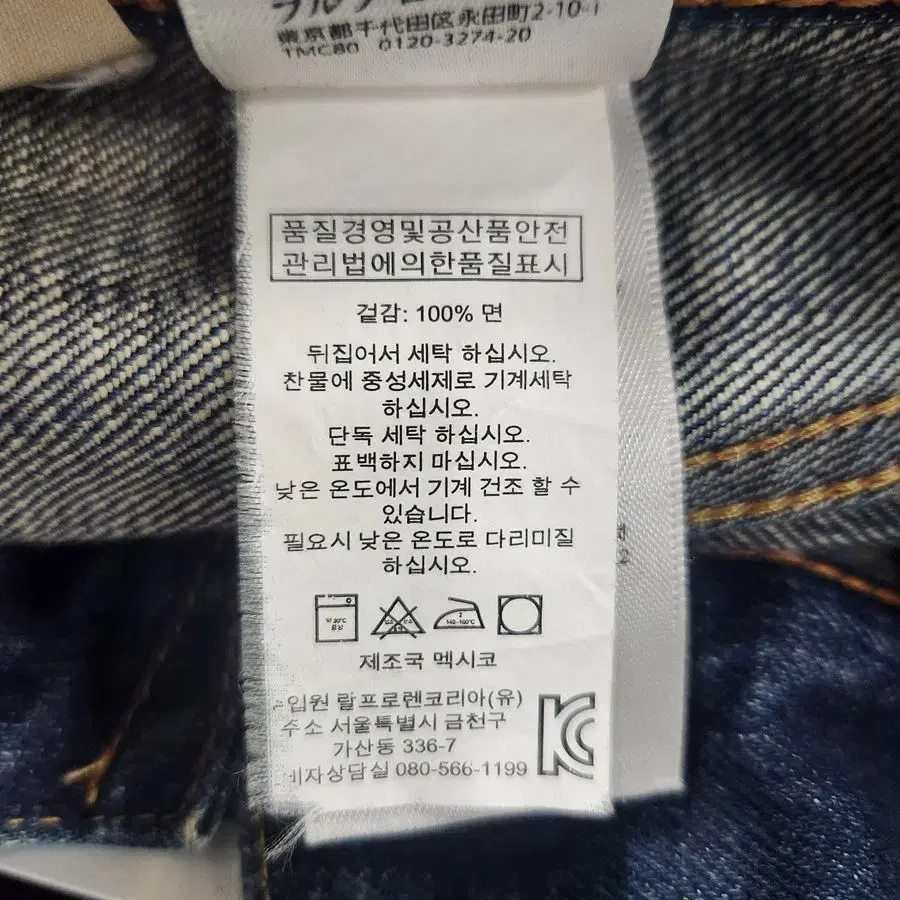 東京都千代田区永田町2-10-1
TMC80 0120-3274-20
품질경영및공산품안전
관리법에의한품질표시
겉감: 100% 면
뒤집어서 세탁 하십시오.
찬물에 중성세제로 기계세탁
하십시오.
단독 세탁 하십시오.
표백하지 마십시오.
낮은 온도에서 기계 건조 할 수
있습니다.
필요시 낮은 온도로 다리미질
하십시오.
제조국 멕시코
입원 랄프로렌코리아(유)
주소 서울특별시 금천구
가산동 336-7
비자상담실 080-566-1199